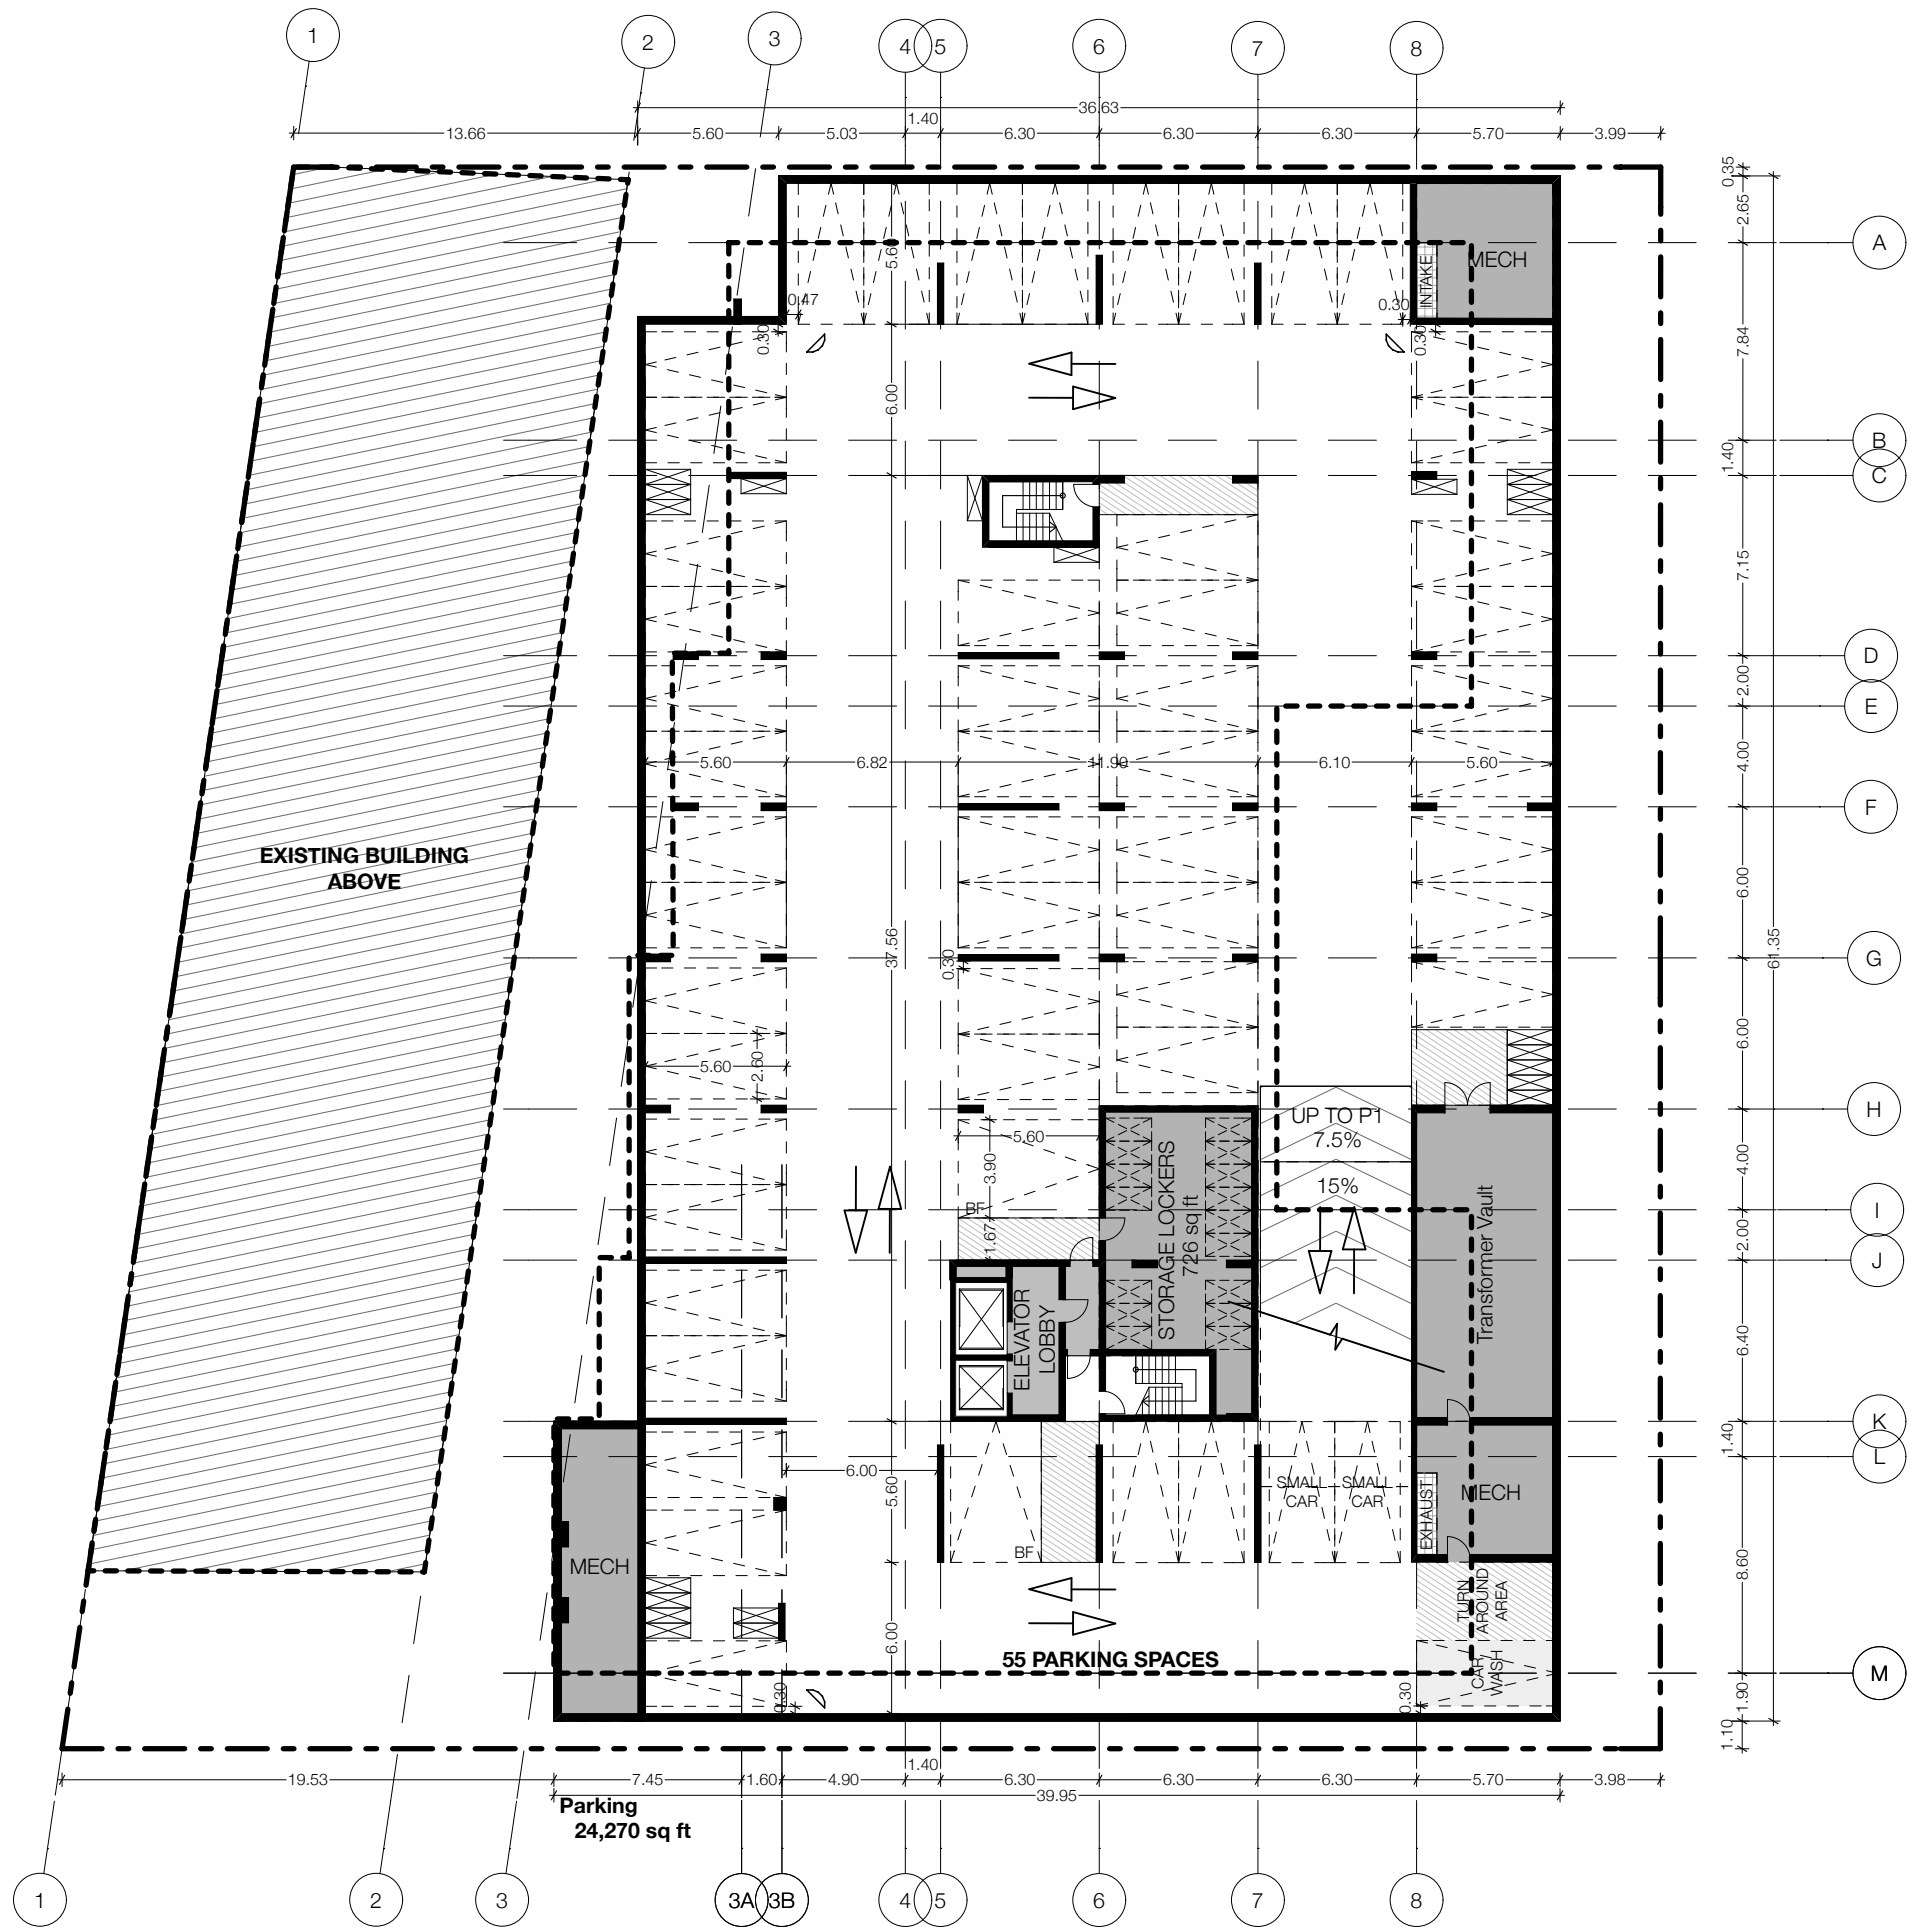 1
2
3
4
5
6
7
8
36.63
1.40
13.66
5.60
5.03
6.30
6.30
6.30
5.70
3.99
0.35
2.65
A
MECH
INTAKE
5.60
0.47
0.30
0.30
0.30
7.84
6.00
B
1.40
C
7.15
D
2.00
E
5.60
6.82
11.90
6.10
5.60
4.00
F
EXISTING BUILDING
ABOVE
6.00
37.56
0.30
61.35
G
6.00
5.60
2.60
H
UP TO P1
7.5%
5.60
3.90
4.00
15%
STORAGE LOCKERS
726 sq ft
Transformer Vault
BF
1.67
I
2.00
J
ELEVATOR
LOBBY
6.40
K
1.40
L
6.00
5.60
SMALL
CAR
SMALL
CAR
EXHAUST
MECH
BF
MECH
8.60
TURN
AROUND
AREA
6.00
55 PARKING SPACES
CAR
WASH
M
0.30
0.30
1.90
1.10
1.40
19.53
7.45
1.60
4.90
6.30
6.30
6.30
5.70
3.98
39.95
Parking
24,270 sq ft
1
2
3
3A
3B
4
5
6
7
8